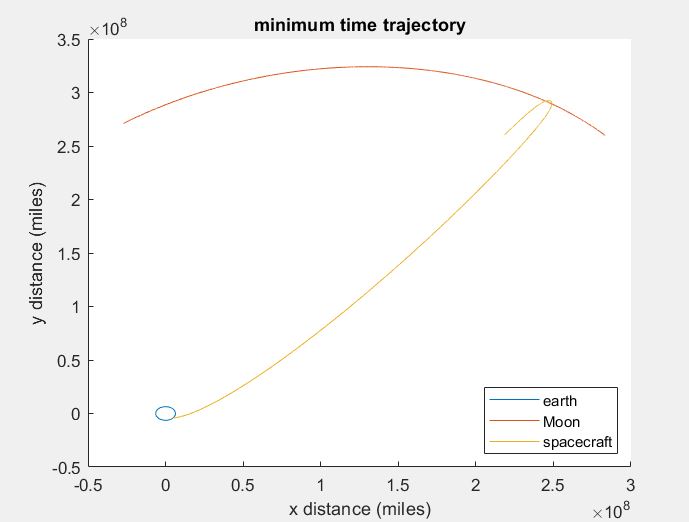 minimum time trajectory
×10^8
3.5
3
2.5
2
1.5
1
0.5
0
-0.5
y distance (miles)
-0.5 0 0.5 1 1.5 2 2.5 3
x distance (miles)
×10^8
earth
Moon
spacecraft